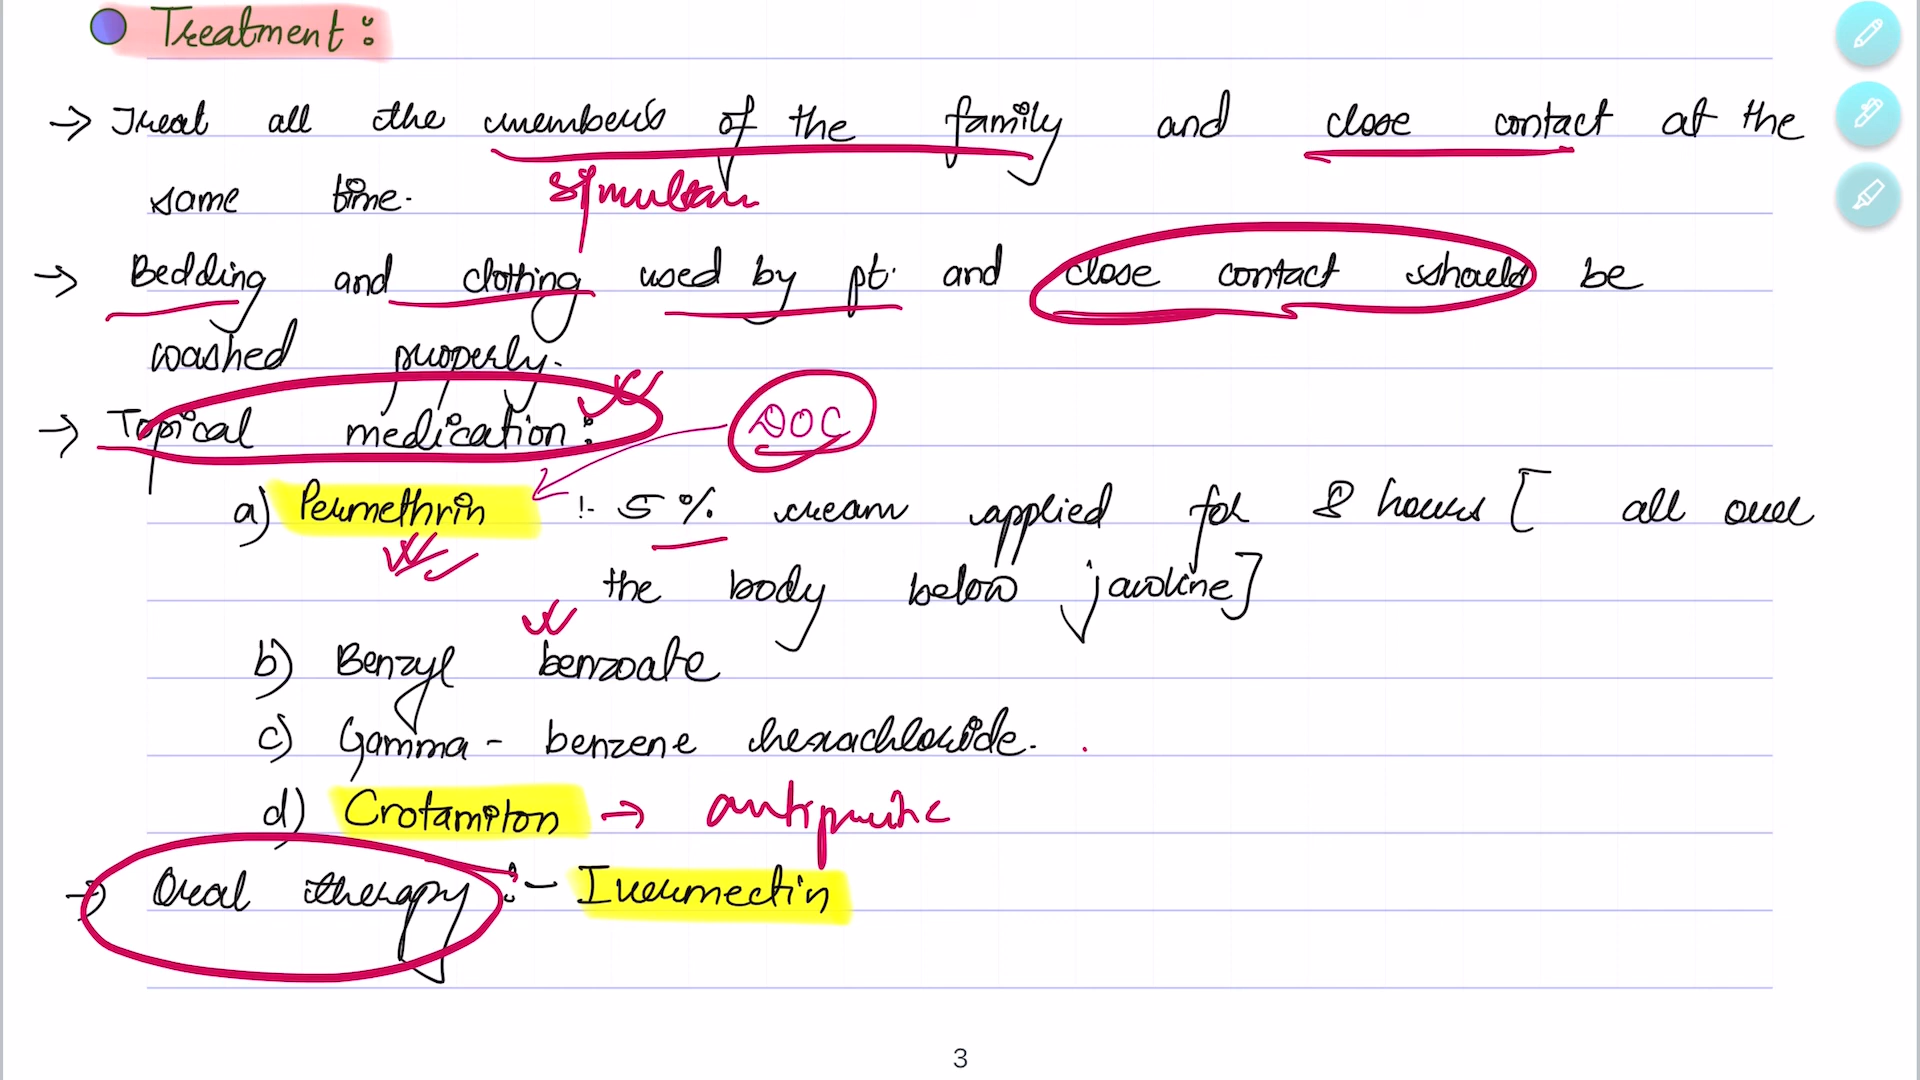 Treatment :
→ Treat all the members of the family and close contact at the
same time. simultan
→ Bedding and clothing used by pt. and close contact should be
washed properly.
→ Topical medication : DOC
a) Permethrin :- 5% cream applied for 8 hours [ all over
the body below jawline]
b) Benzyl benzoate
c) Gamma - benzene hexachloride.
d) Crotamiton → antipruritic
→ Oral therapy :- Ivermectin
3